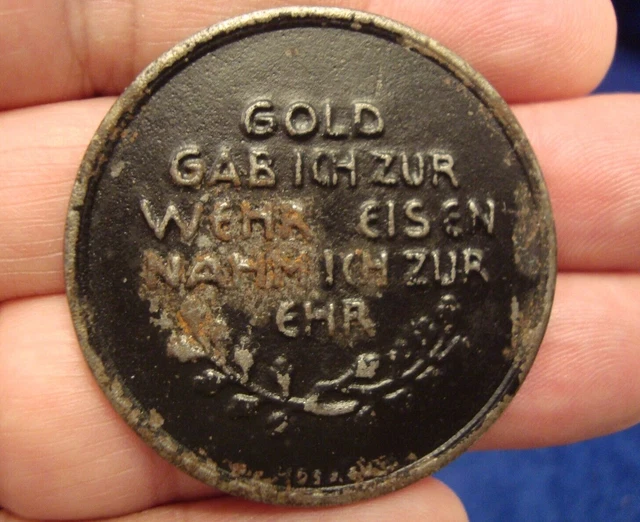 GOLD
GAB ICH ZUR
WEHR EISEN
NAHM ICH ZUR
EHR